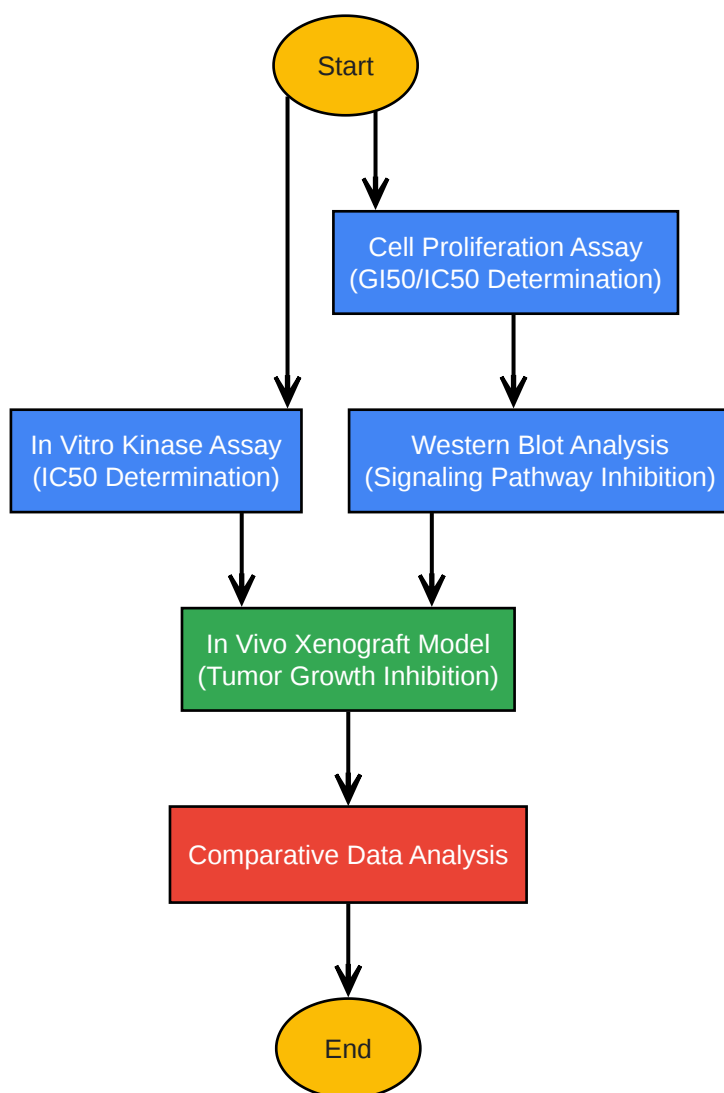 Start
Cell Proliferation Assay
(GI50/IC50 Determination)
In Vitro Kinase Assay
(IC50 Determination)
Western Blot Analysis
(Signaling Pathway Inhibition)
In Vivo Xenograft Model
(Tumor Growth Inhibition)
Comparative Data Analysis
End